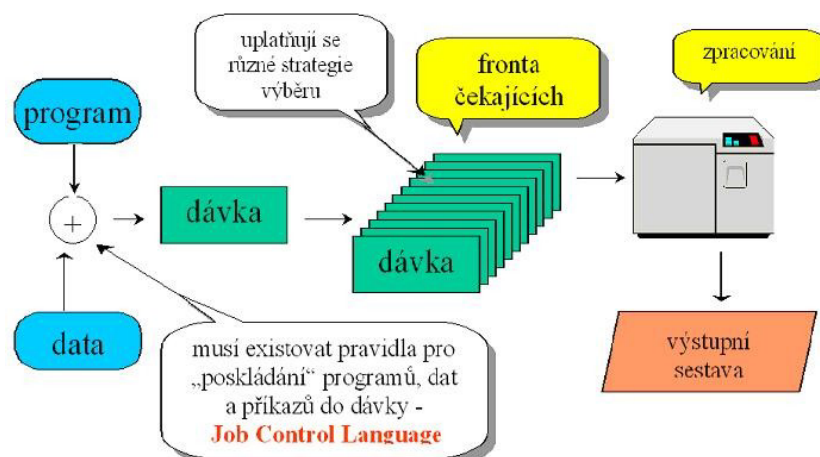 uplatňují se
různé strategie
výběru
fronta
čekajících
zpracování
program
+
dávka
dávka
data
musí existovat pravidla pro
„poskládání“ programů, dat
a příkazů do dávky -
Job Control Language
výstupní
sestava